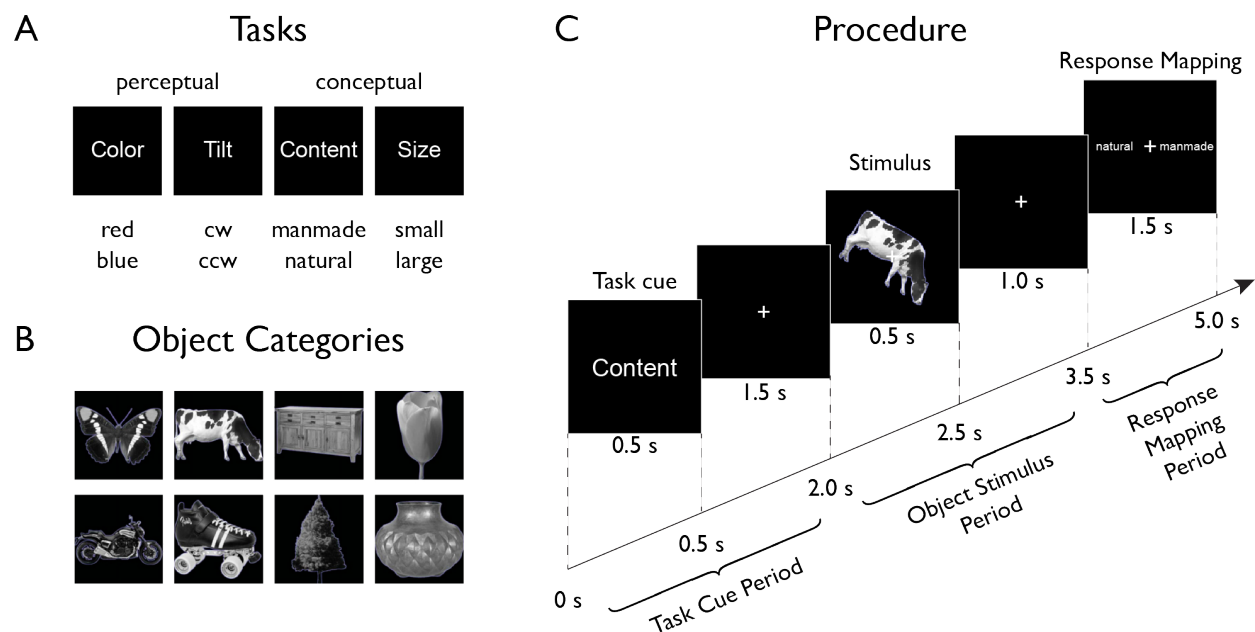 A
Tasks
perceptual
conceptual
Color
Tilt
Content
Size
red
cw
manmade
small
blue
ccw
natural
large
B
Object Categories
C
Procedure
Task cue
Content
0.5 s
1.5 s
Stimulus
0.5 s
1.0 s
Response Mapping
natural + manmade
1.5 s
0 s
0.5 s
2.0 s
2.5 s
3.5 s
5.0 s
Task Cue Period
Object Stimulus
Period
Response
Mapping
Period